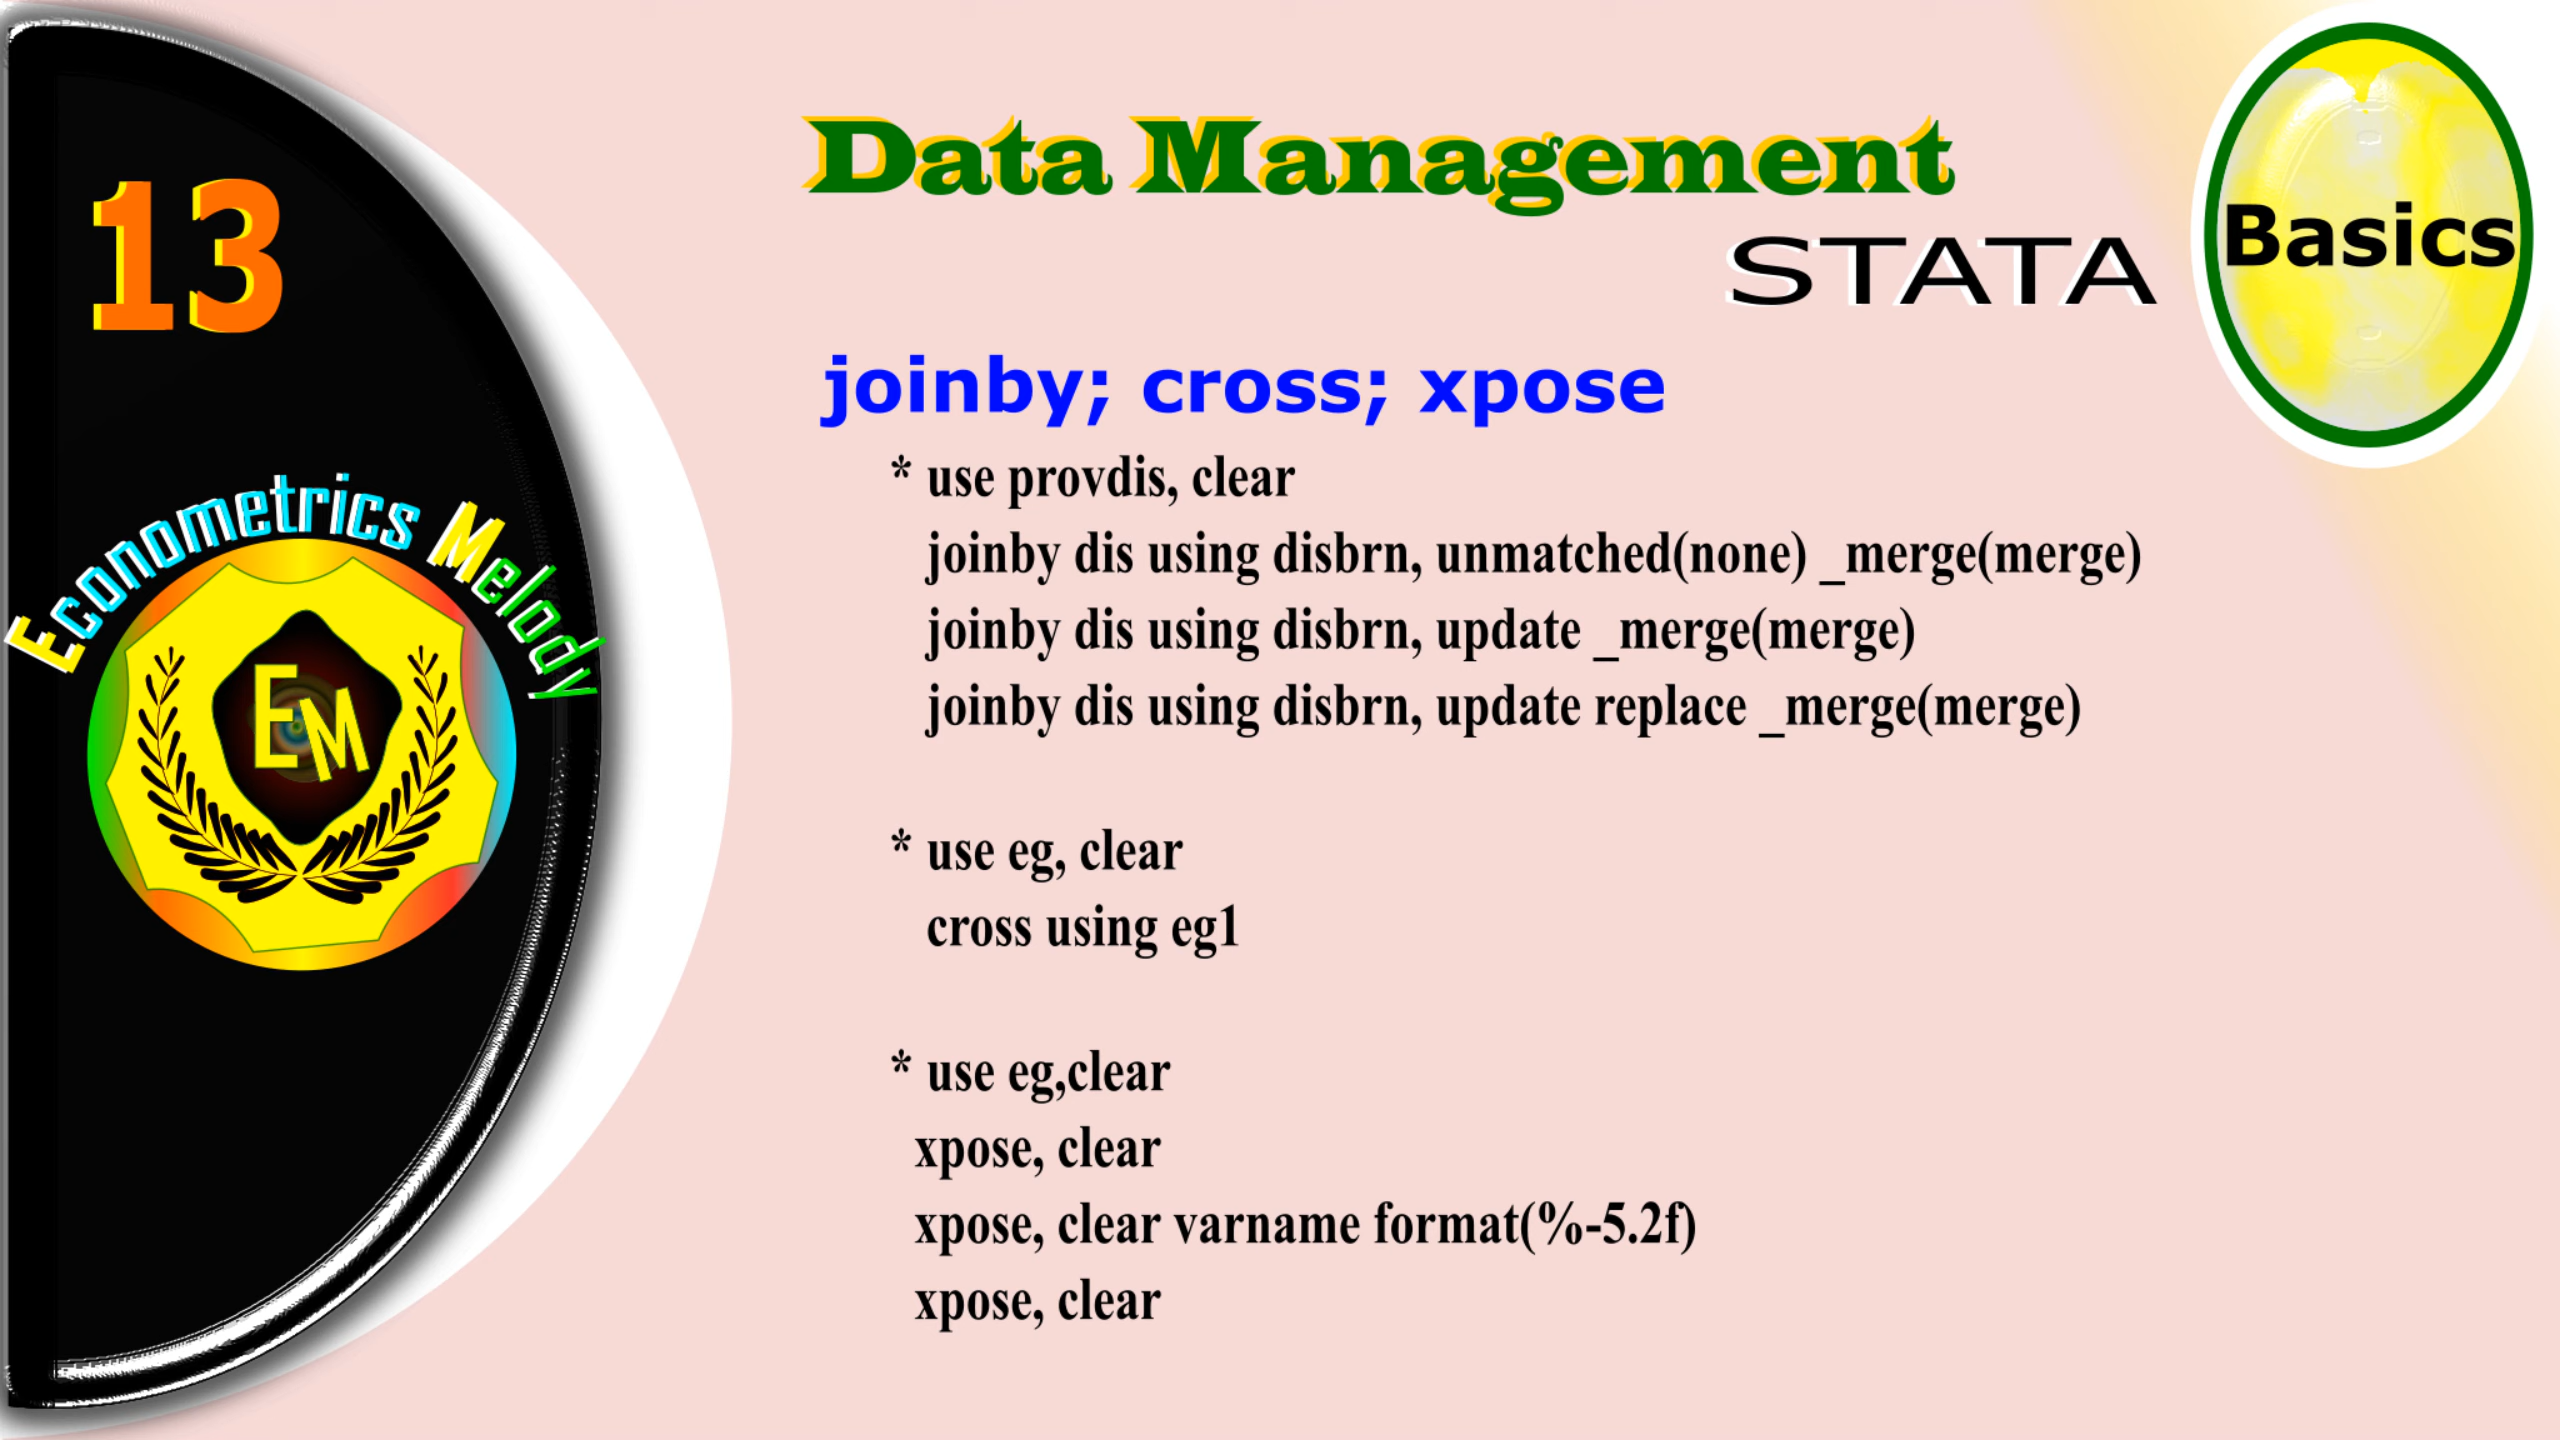 13
Econometrics Melody
EM
Data Management
STATA
Basics
joinby; cross; xpose
* use provdis, clear
joinby dis using disbrn, unmatched(none) _merge(merge)
joinby dis using disbrn, update _merge(merge)
joinby dis using disbrn, update replace _merge(merge)
* use eg, clear
cross using eg1
* use eg,clear
xpose, clear
xpose, clear varname format(%-5.2f)
xpose, clear